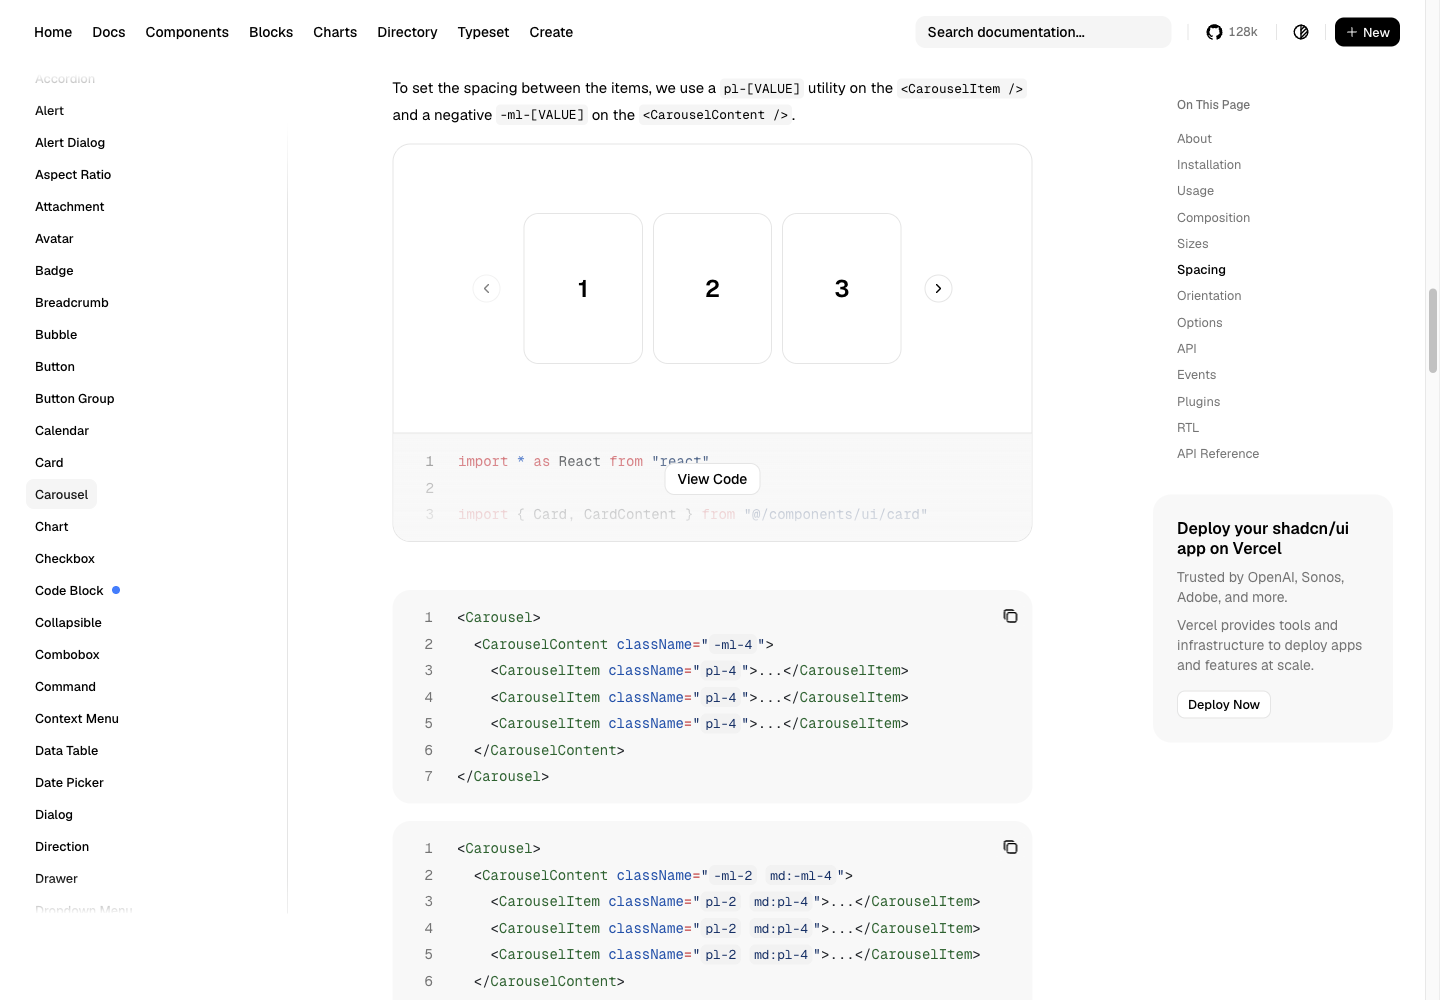 Home Docs Components Blocks Charts Directory Typeset Create
Search documentation...
128k
New
Accordion
Alert
Alert Dialog
Aspect Ratio
Attachment
Avatar
Badge
Breadcrumb
Bubble
Button
Button Group
Calendar
Card
Carousel
Chart
Checkbox
Code Block
Collapsible
Combobox
Command
Context Menu
Data Table
Date Picker
Dialog
Direction
Drawer
Dropdown Menu
To set the spacing between the items, we use a pl-[VALUE] utility on the <CarouselItem />
and a negative -ml-[VALUE] on the <CarouselContent />.
1 2 3
1 import * as React from "react"
View Code
2
3 import { Card, CardContent } from "@/components/ui/card"
1 <Carousel>
2 <CarouselContent className="-ml-4">
3 <CarouselItem className="pl-4">...</CarouselItem>
4 <CarouselItem className="pl-4">...</CarouselItem>
5 <CarouselItem className="pl-4">...</CarouselItem>
6 </CarouselContent>
7 </Carousel>
1 <Carousel>
2 <CarouselContent className="-ml-2 md:-ml-4">
3 <CarouselItem className="pl-2 md:pl-4">...</CarouselItem>
4 <CarouselItem className="pl-2 md:pl-4">...</CarouselItem>
5 <CarouselItem className="pl-2 md:pl-4">...</CarouselItem>
6 </CarouselContent>
On This Page
About
Installation
Usage
Composition
Sizes
Spacing
Orientation
Options
API
Events
Plugins
RTL
API Reference
Deploy your shadcn/ui
app on Vercel
Trusted by OpenAI, Sonos,
Adobe, and more.
Vercel provides tools and
infrastructure to deploy apps
and features at scale.
Deploy Now